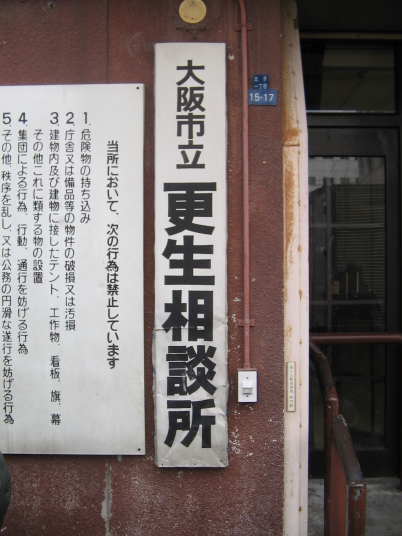 大阪市立
更生相談所
太子
一丁目
15-17
当所において、次の行為は禁止しています
1. 危険物の持ち込み
2 庁舎又は備品等の物件の破損又は汚損
3 建物内及び建物に接したテント、工作物、看板、旗、幕
その他これに類する物の設置
4. 集団による行為、行動、通行を妨げる行為
5 その他、秩序を乱し、又は公務の円滑な遂行を妨げる行為